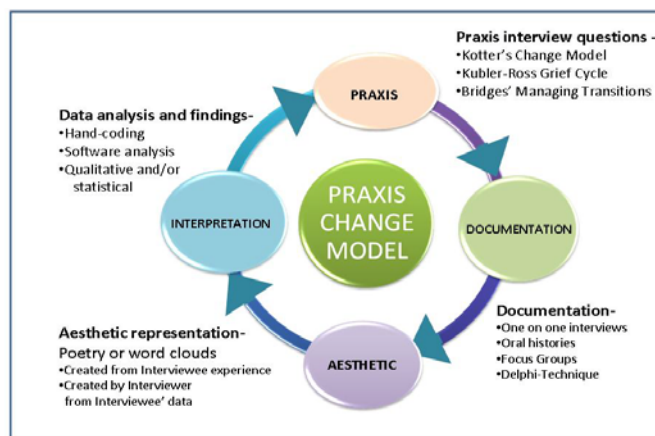 Praxis interview questions -
•Kotter's Change Model
•Kubler-Ross Grief Cycle
•Bridges' Managing Transitions
PRAXIS
Data analysis and findings-
•Hand-coding
•Software analysis
•Qualitative and/or
statistical
INTERPRETATION
PRAXIS
CHANGE
MODEL
DOCUMENTATION
Documentation-
•One on one interviews
•Oral histories
•Focus Groups
•Delphi-Technique
Aesthetic representation-
Poetry or word clouds
•Created from Interviewee experience
•Created by Interviewer
from Interviewee' data
AESTHETIC